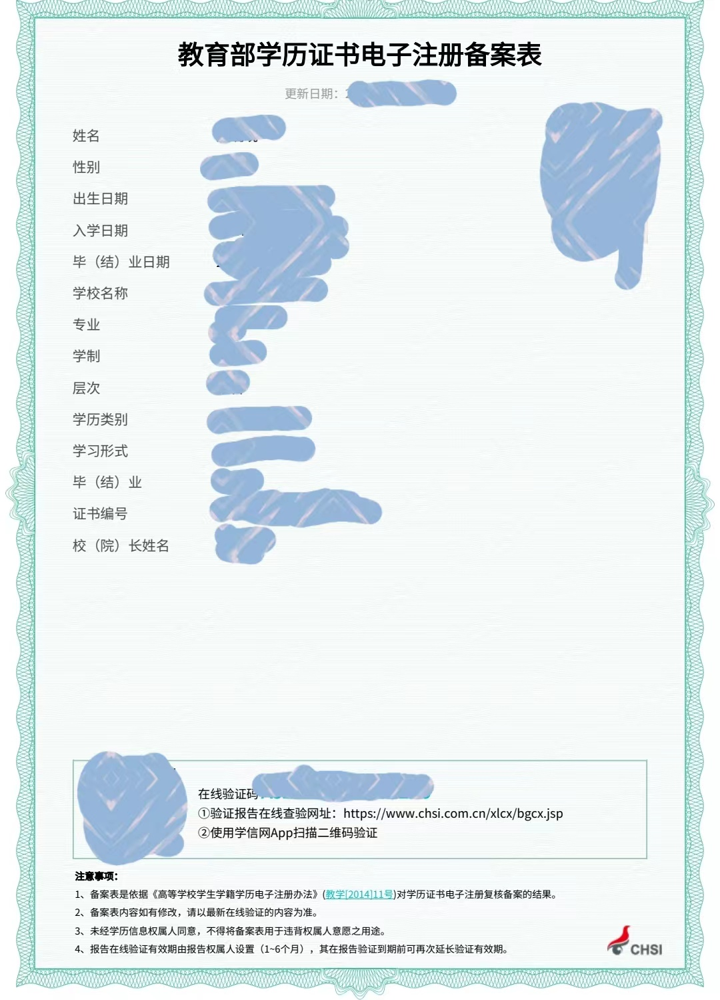 教育部学历证书电子注册备案表
更新日期：
姓名
性别
出生日期
入学日期
毕（结）业日期
学校名称
专业
学制
层次
学历类别
学习形式
毕（结）业
证书编号
校（院）长姓名
在线验证码
①验证报告在线查验网址：https://www.chsi.com.cn/xlcx/bgcx.jsp
②使用学信网App扫描二维码验证
注意事项：
1、备案表是依据《高等学校学生学籍学历电子注册办法》(教学[2014]11号)对学历证书电子注册复核备案的结果。
2、备案表内容如有修改，请以最新在线验证的内容为准。
3、未经学历信息权属人同意，不得将备案表用于违背权属人意愿之用途。
4、报告在线验证有效期由报告权属人设置（1~6个月），其在报告验证到期前可再次延长验证有效期。
CHSI